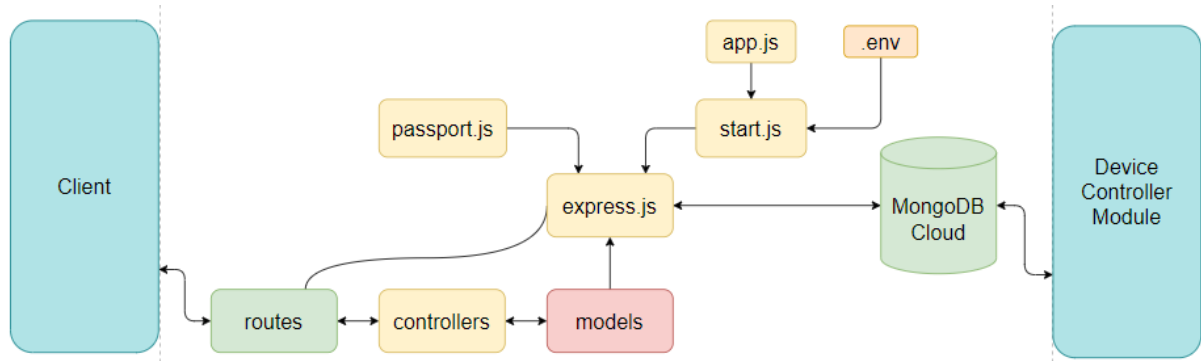 app.js
.env
passport.js
start.js
Client
express.js
MongoDB
Cloud
Device
Controller
Module
routes
controllers
models